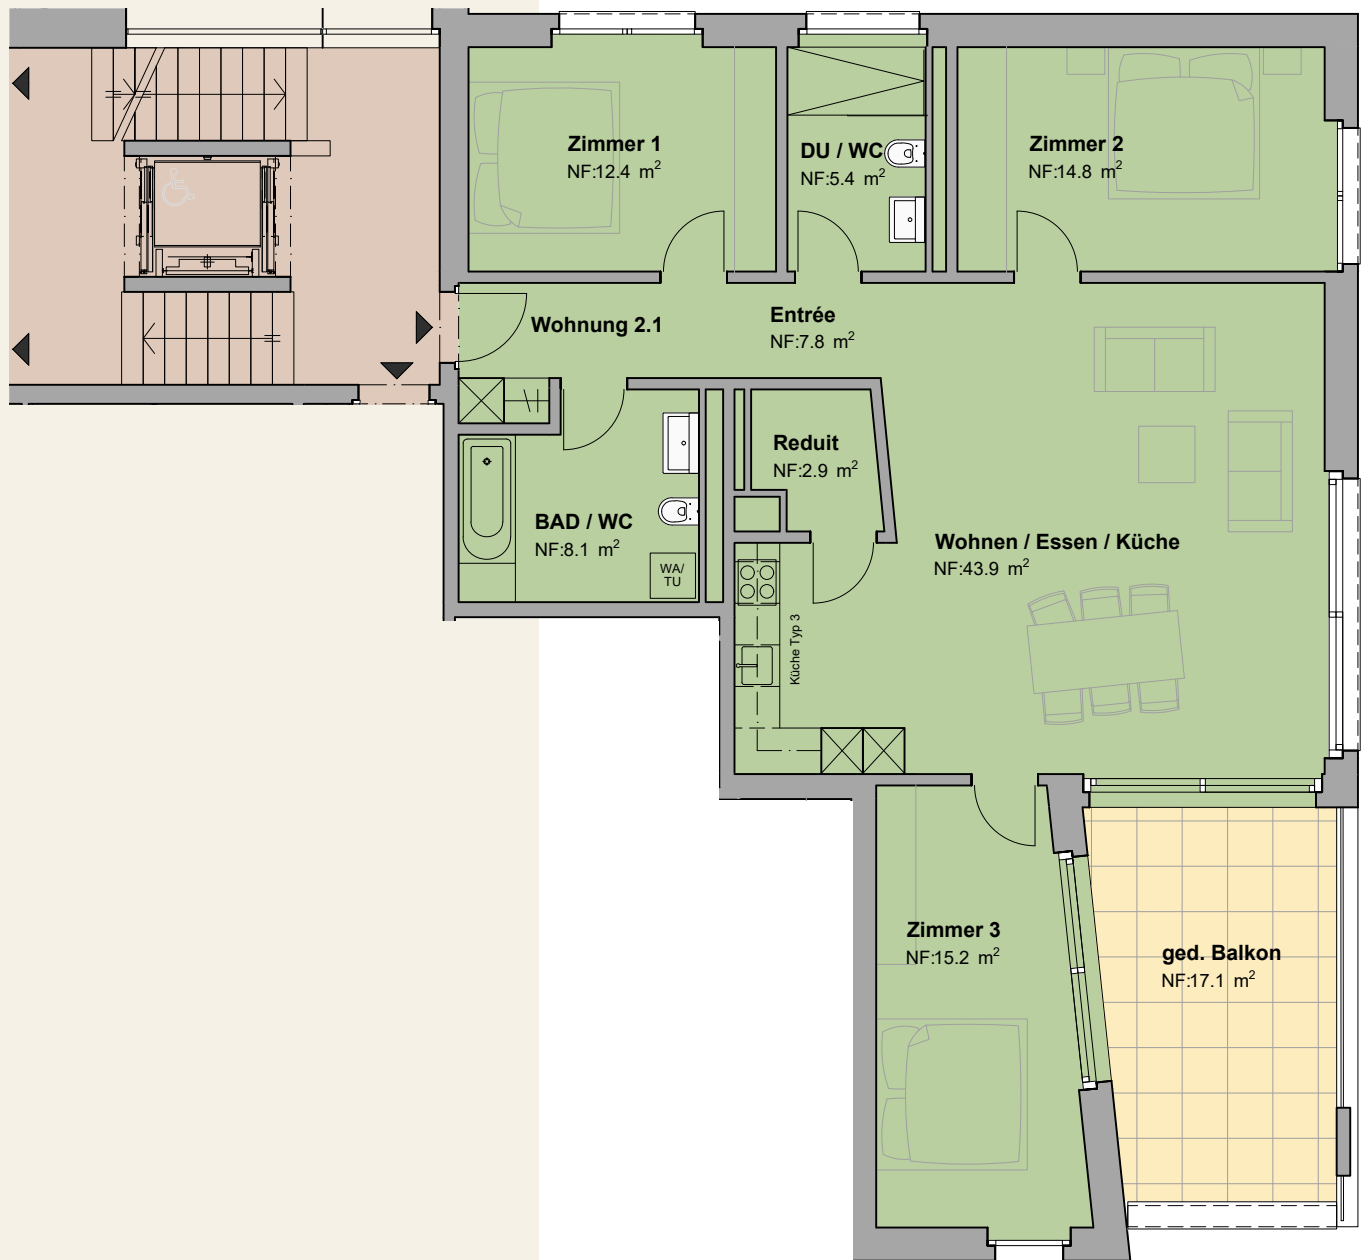 Zimmer 1
NF:12.4 m²
DU / WC
NF:5.4 m²
Zimmer 2
NF:14.8 m²
Wohnung 2.1
Entrée
NF:7.8 m²
Reduit
NF:2.9 m²
BAD / WC
NF:8.1 m²
WA/
TU
Wohnen / Essen / Küche
NF:43.9 m²
Küche Typ 3
Zimmer 3
NF:15.2 m²
ged. Balkon
NF:17.1 m²